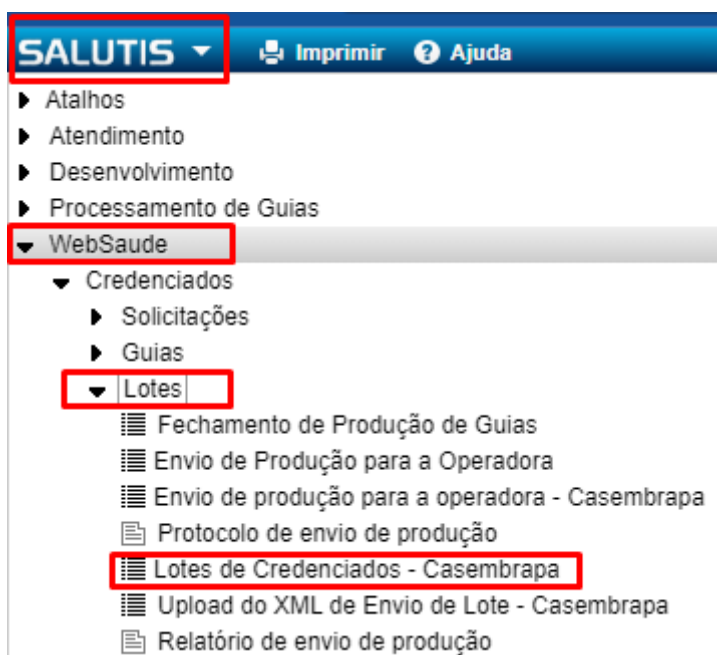 SALUTIS Imprimir Ajuda
Atalhos
Atendimento
Desenvolvimento
Processamento de Guias
WebSaude
Credenciados
Solicitações
Guias
Lotes
Fechamento de Produção de Guias
Envio de Produção para a Operadora
Envio de produção para a operadora - Casembrapa
Protocolo de envio de produção
Lotes de Credenciados - Casembrapa
Upload do XML de Envio de Lote - Casembrapa
Relatório de envio de produção